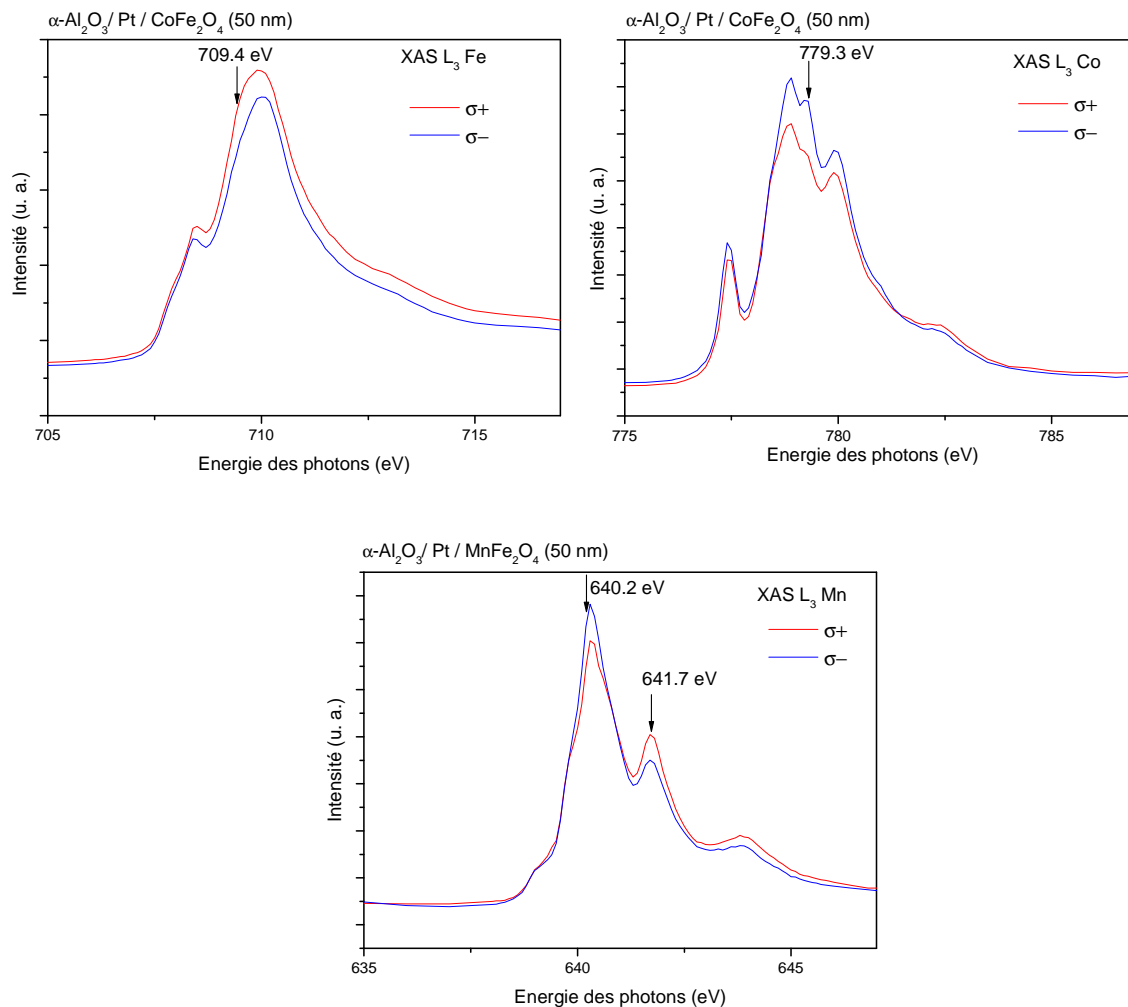 α-Al₂O₃/ Pt / CoFe₂O₄ (50 nm)
709.4 eV
XAS L₃ Fe
σ+
σ−
Intensité (u. a.)
705
710
715
Energie des photons (eV)
α-Al₂O₃/ Pt / CoFe₂O₄ (50 nm)
779.3 eV
XAS L₃ Co
σ+
σ−
Intensité (u. a.)
775
780
785
Energie des photons (eV)
α-Al₂O₃/ Pt / MnFe₂O₄ (50 nm)
640.2 eV
XAS L₃ Mn
σ+
σ−
641.7 eV
Intensité (u. a.)
635
640
645
Energie des photons (eV)